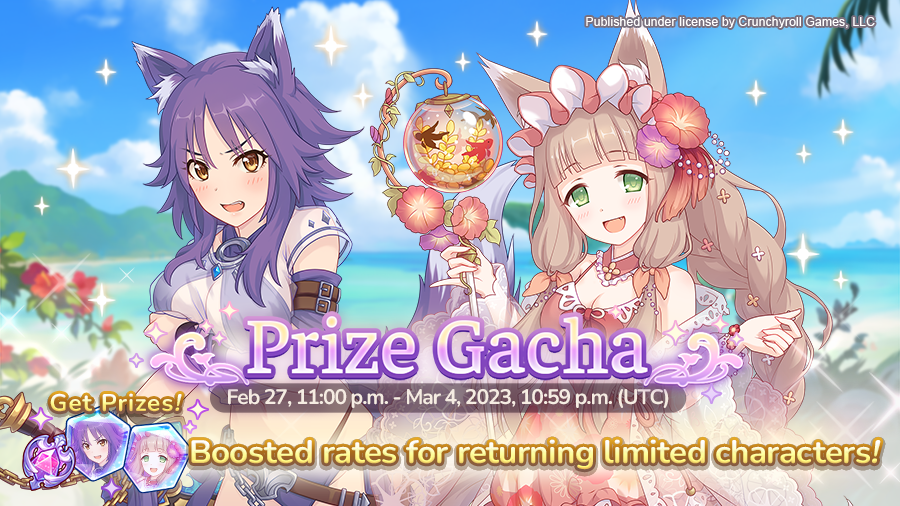 Published under license by Crunchyroll Games, LLC
Prize Gacha
Feb 27, 11:00 p.m. - Mar 4, 2023, 10:59 p.m. (UTC)
Get Prizes!
Boosted rates for returning limited characters!